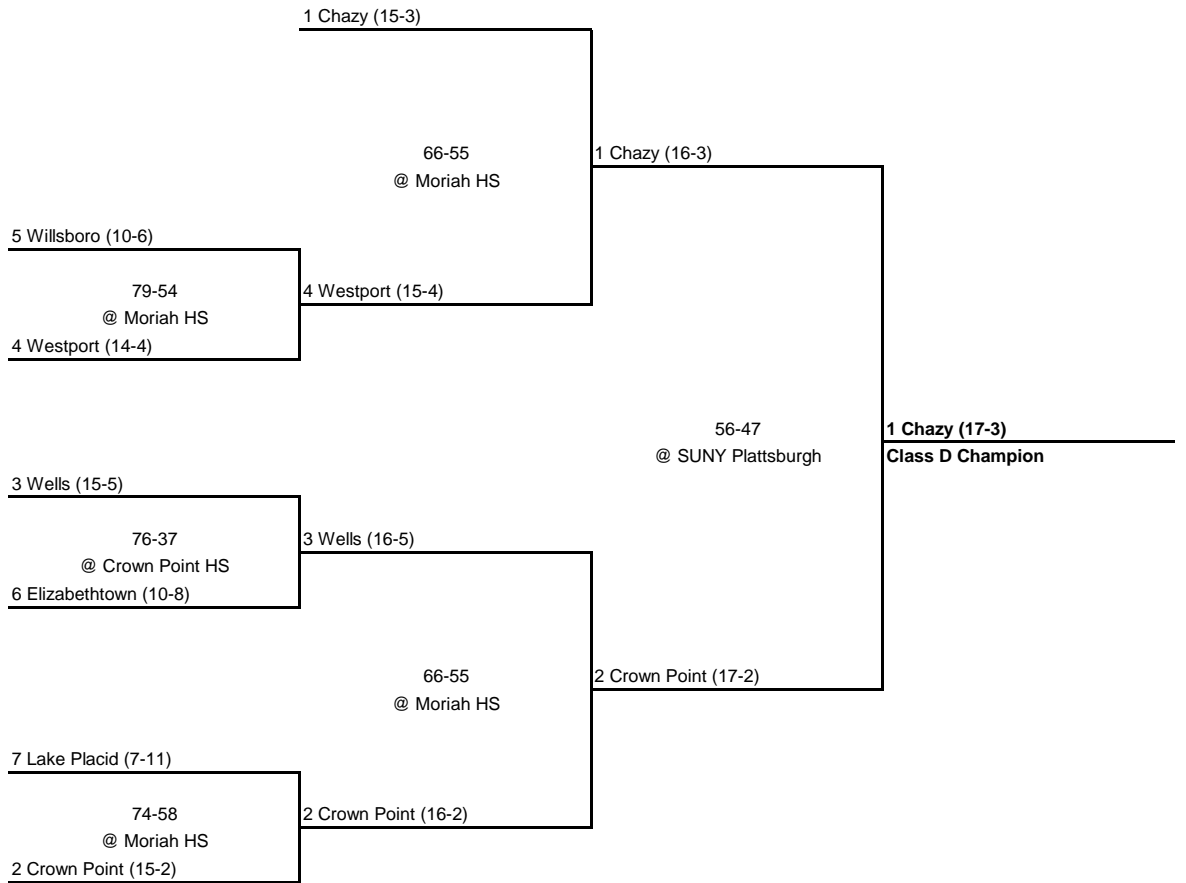 1 Chazy (15-3)
66-55
@ Moriah HS
1 Chazy (16-3)
5 Willsboro (10-6)
79-54
@ Moriah HS
4 Westport (15-4)
4 Westport (14-4)
56-47
@ SUNY Plattsburgh
1 Chazy (17-3)
Class D Champion
3 Wells (15-5)
76-37
@ Crown Point HS
3 Wells (16-5)
6 Elizabethtown (10-8)
66-55
@ Moriah HS
2 Crown Point (17-2)
7 Lake Placid (7-11)
74-58
@ Moriah HS
2 Crown Point (16-2)
2 Crown Point (15-2)